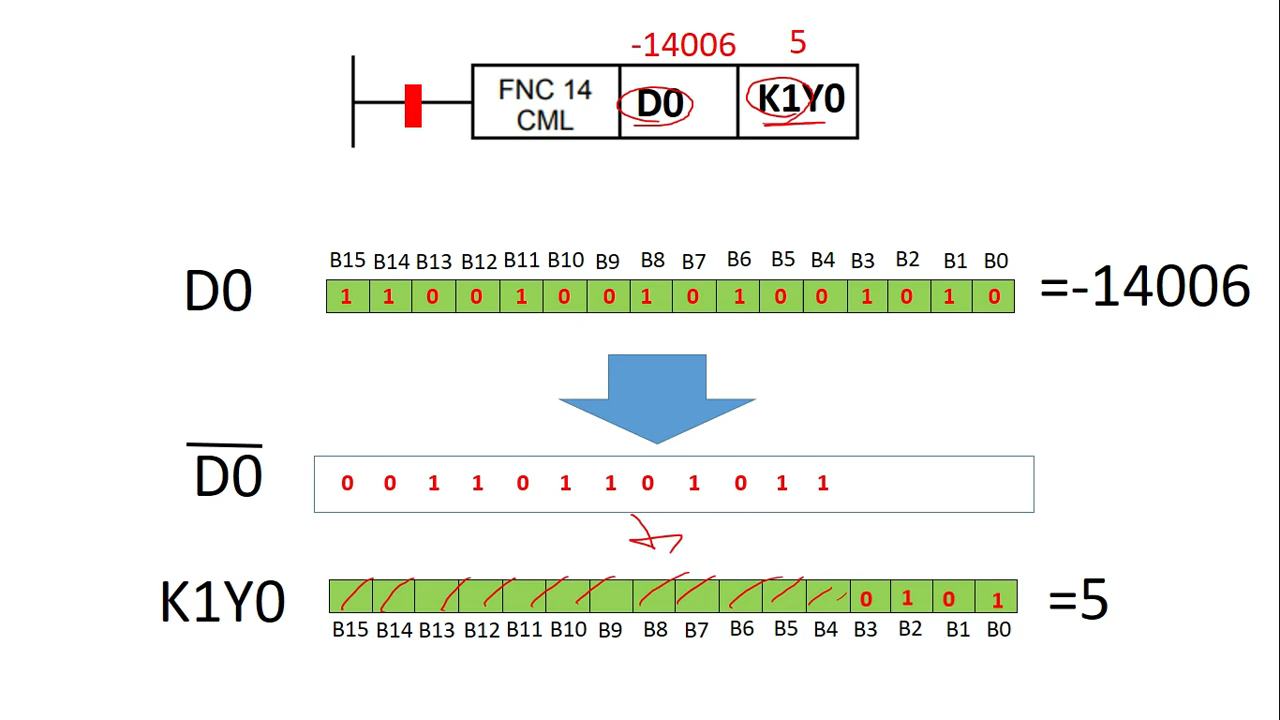 -14006 5
FNC 14
CML
D0
K1Y0
B15 B14 B13 B12 B11 B10 B9 B8 B7 B6 B5 B4 B3 B2 B1 B0
D0 1 1 0 0 1 0 0 1 0 1 0 0 1 0 1 0 =-14006
D0 0 0 1 1 0 1 1 0 1 0 1 1
K1Y0 0 1 0 1 =5
B15 B14 B13 B12 B11 B10 B9 B8 B7 B6 B5 B4 B3 B2 B1 B0